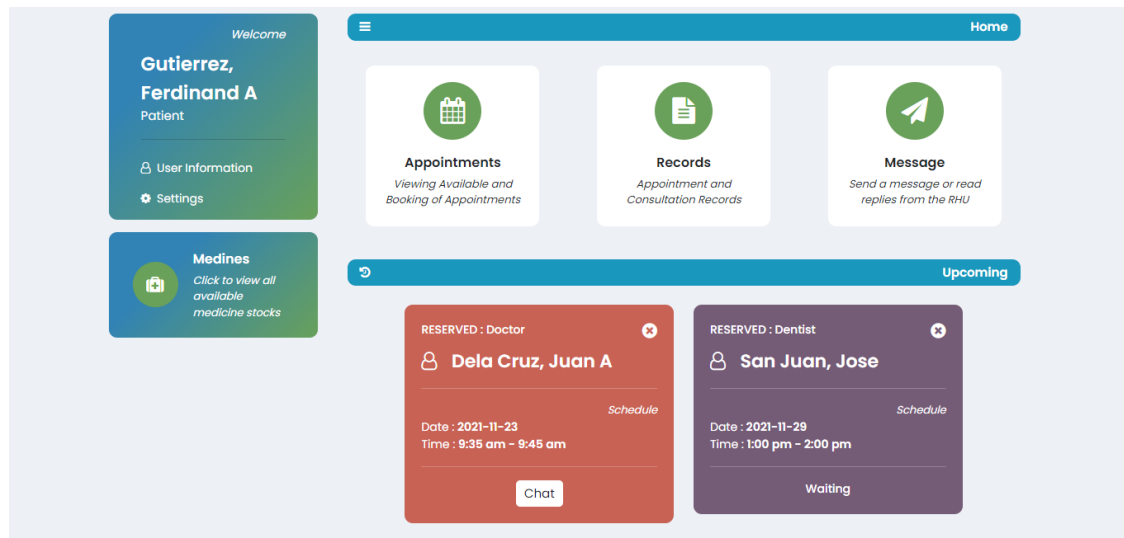 Welcome
Gutierrez,
Ferdinand A
Patient
User Information
Settings
Medines
Click to view all
available
medicine stocks
Home
Appointments
Viewing Available and
Booking of Appointments
Records
Appointment and
Consultation Records
Message
Send a message or read
replies from the RHU
Upcoming
RESERVED : Doctor
Dela Cruz, Juan A
Schedule
Date : 2021-11-23
Time : 9:35 am - 9:45 am
Chat
RESERVED : Dentist
San Juan, Jose
Schedule
Date : 2021-11-29
Time : 1:00 pm - 2:00 pm
Waiting